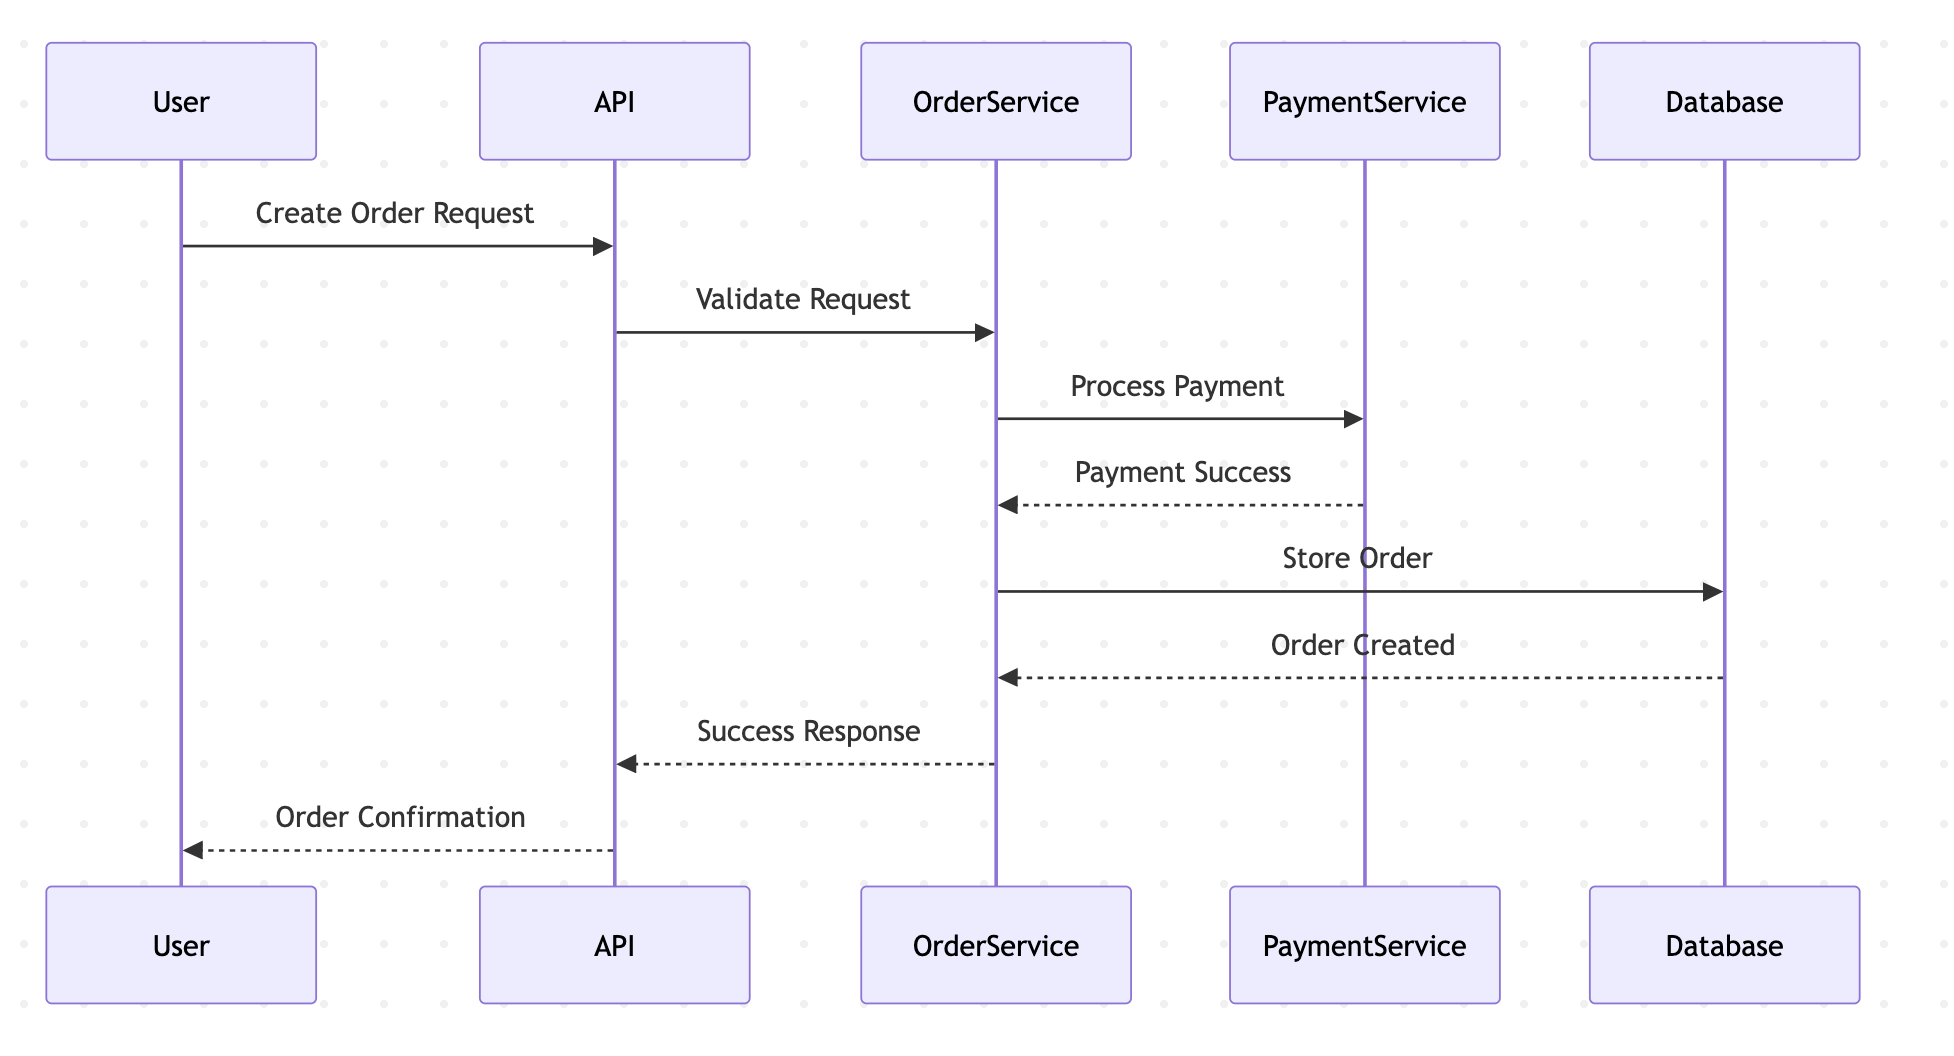 User
API
OrderService
PaymentService
Database
Create Order Request
Validate Request
Process Payment
Payment Success
Store Order
Order Created
Success Response
Order Confirmation
User
API
OrderService
PaymentService
Database